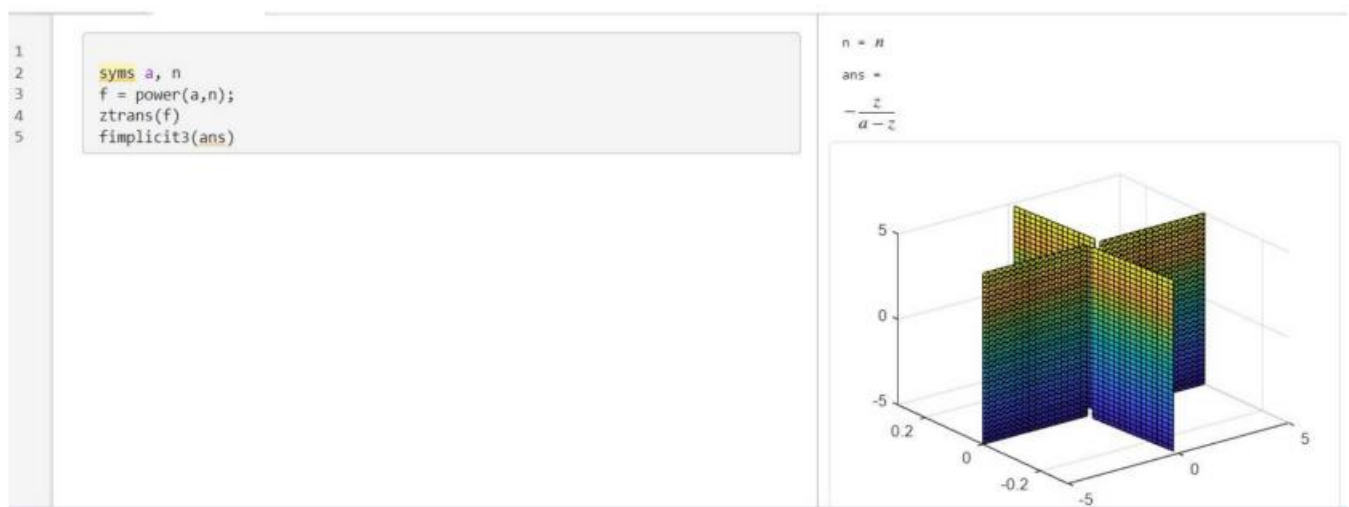 1
2
3
4
5
syms a, n
f = power(a,n);
ztrans(f)
fimplicit3(ans)
n = n
ans =
− z
a − z
5
0
-5
0.2
0
-0.2
-5
0
5